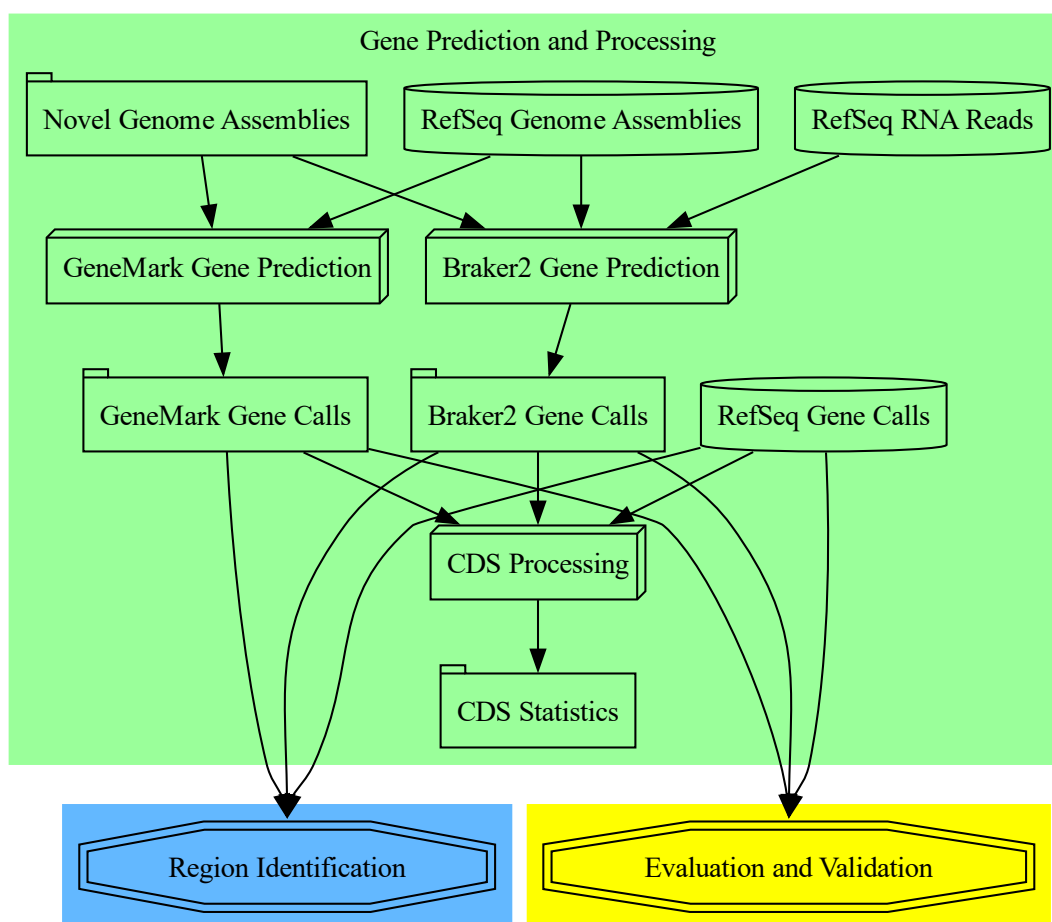 Gene Prediction and Processing
Novel Genome Assemblies
RefSeq Genome Assemblies
RefSeq RNA Reads
GeneMark Gene Prediction
Braker2 Gene Prediction
GeneMark Gene Calls
Braker2 Gene Calls
RefSeq Gene Calls
CDS Processing
CDS Statistics
Region Identification
Evaluation and Validation